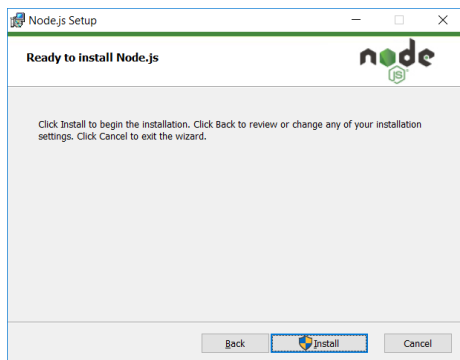 Node.js Setup
Ready to install Node.js
node
JS
Click Install to begin the installation. Click Back to review or change any of your installation
settings. Click Cancel to exit the wizard.
Back
Install
Cancel